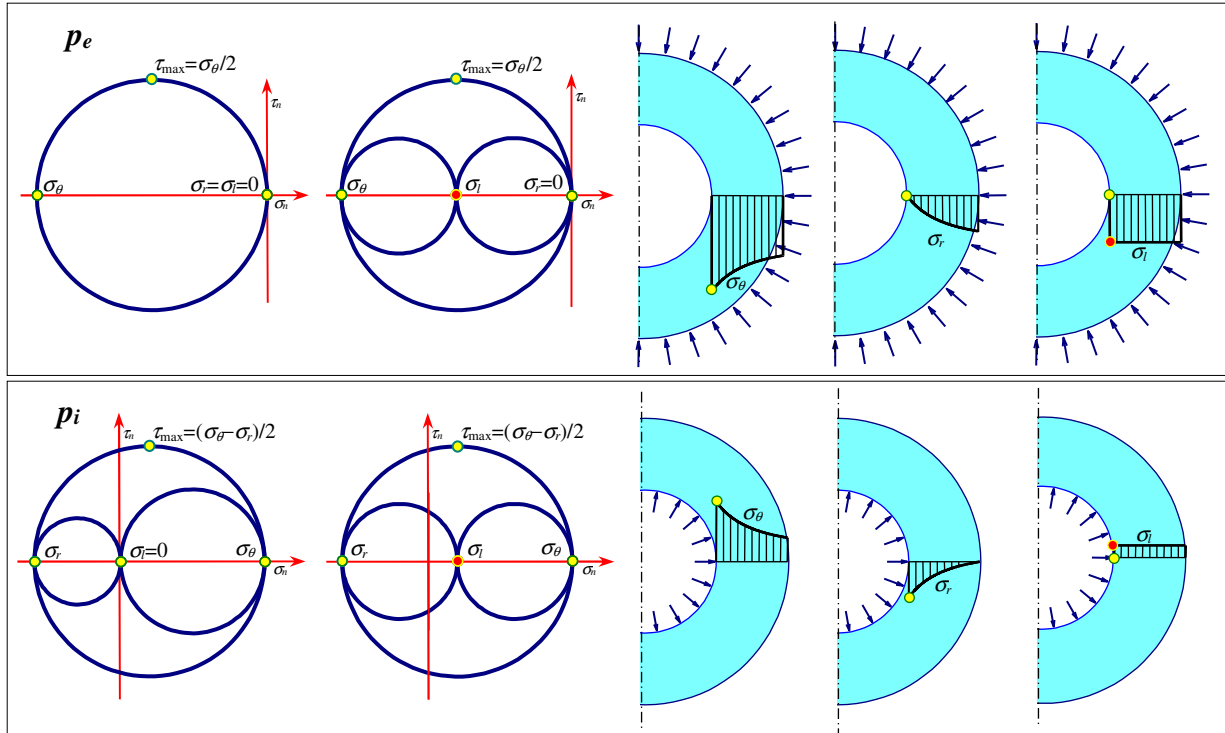 pₑ
τmax=σθ/2
τn
σθ
σr=σl=0
σn
τmax=σθ/2
τn
σθ
σl
σr=0
σn
σθ
σr
σl
pᵢ
τmax=(σθ−σr)/2
τn
σr
σl=0
σθ
σn
τmax=(σθ−σr)/2
τn
σr
σl
σθ
σn
σθ
σr
σl